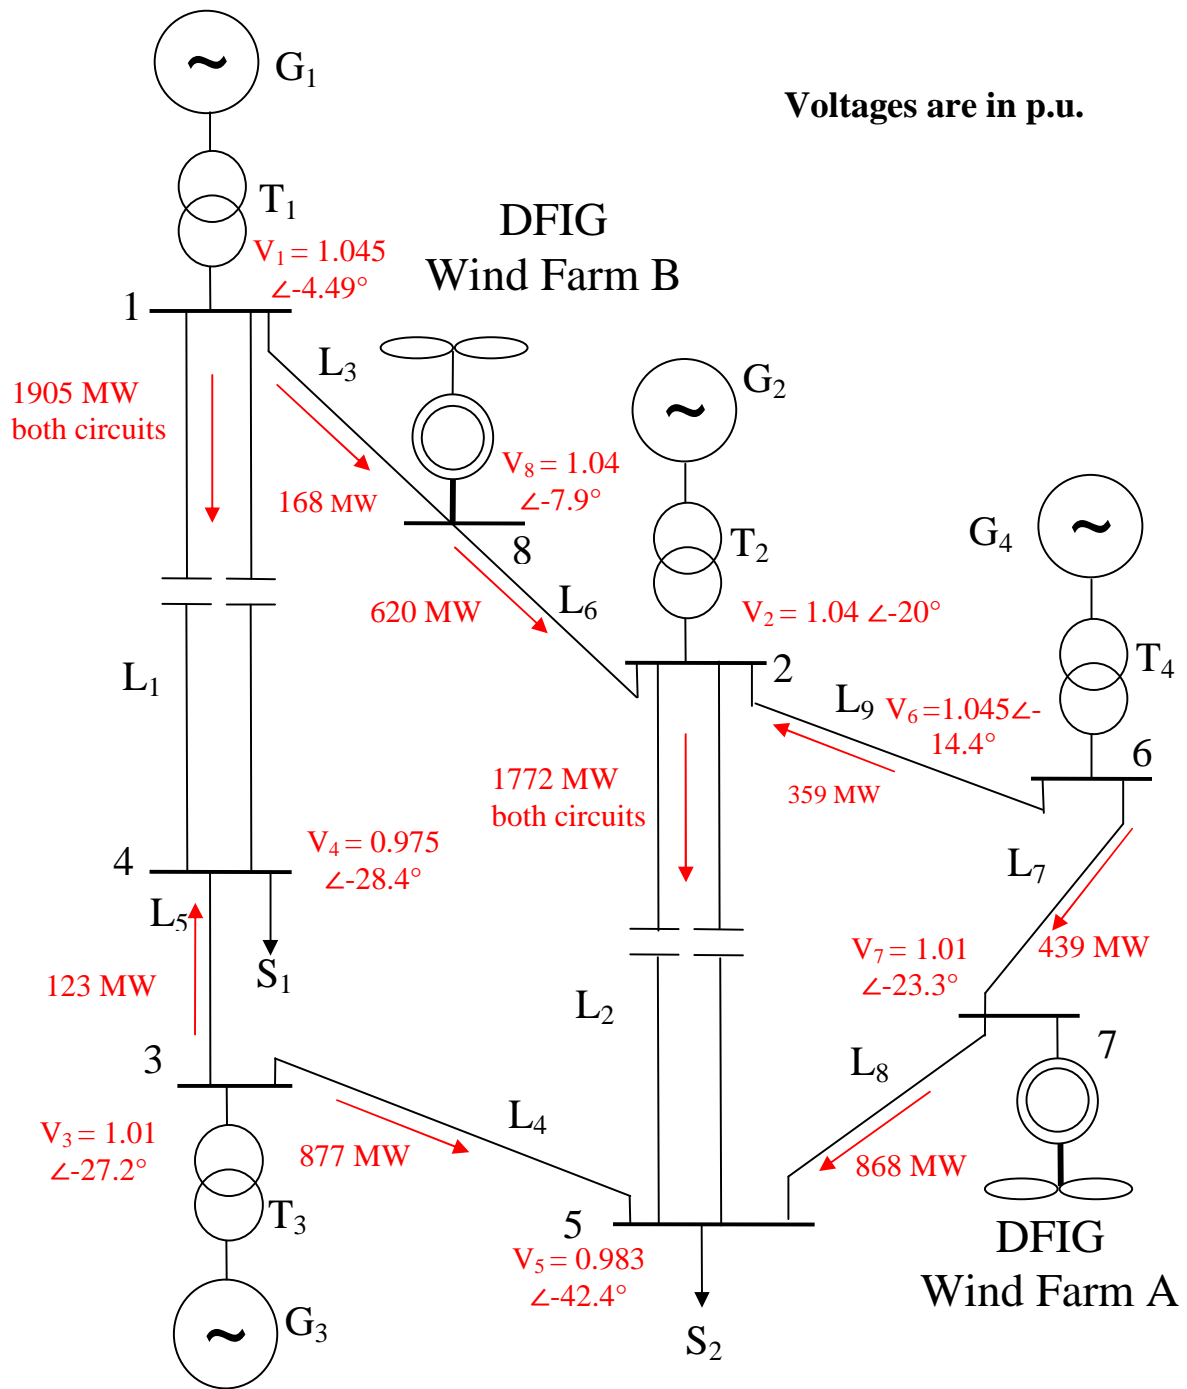 ~
G₁
Voltages are in p.u.
T₁
DFIG
Wind Farm B
V₁ = 1.045
∠-4.49°
1
L₃
1905 MW
both circuits
168 MW
V₈ = 1.04
∠-7.9°
8
~
G₂
T₂
~
G₄
620 MW
L₆
V₂ = 1.04 ∠-20°
2
T₄
L₁
L₉
V₆ =1.045∠-
14.4°
6
1772 MW
both circuits
359 MW
4
V₄ = 0.975
∠-28.4°
L₇
L₅
S₁
123 MW
V₇ = 1.01
∠-23.3°
439 MW
L₂
3
7
L₈
V₃ = 1.01
∠-27.2°
L₄
877 MW
868 MW
T₃
5
V₅ = 0.983
∠-42.4°
DFIG
Wind Farm A
~
G₃
S₂